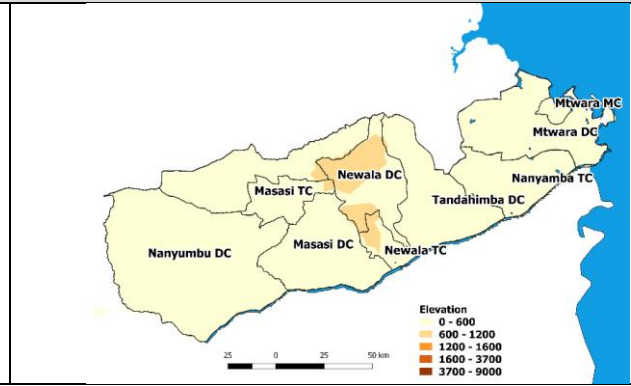 Mtwara MC
Mtwara DC
Nanyamba TC
Newala DC
Masasi TC
Tandahimba DC
Masasi DC
Newala TC
Nanyumbu DC
Elevation
0 - 600
600 - 1200
1200 - 1600
1600 - 3700
3700 - 9000
25 0 25 50 km